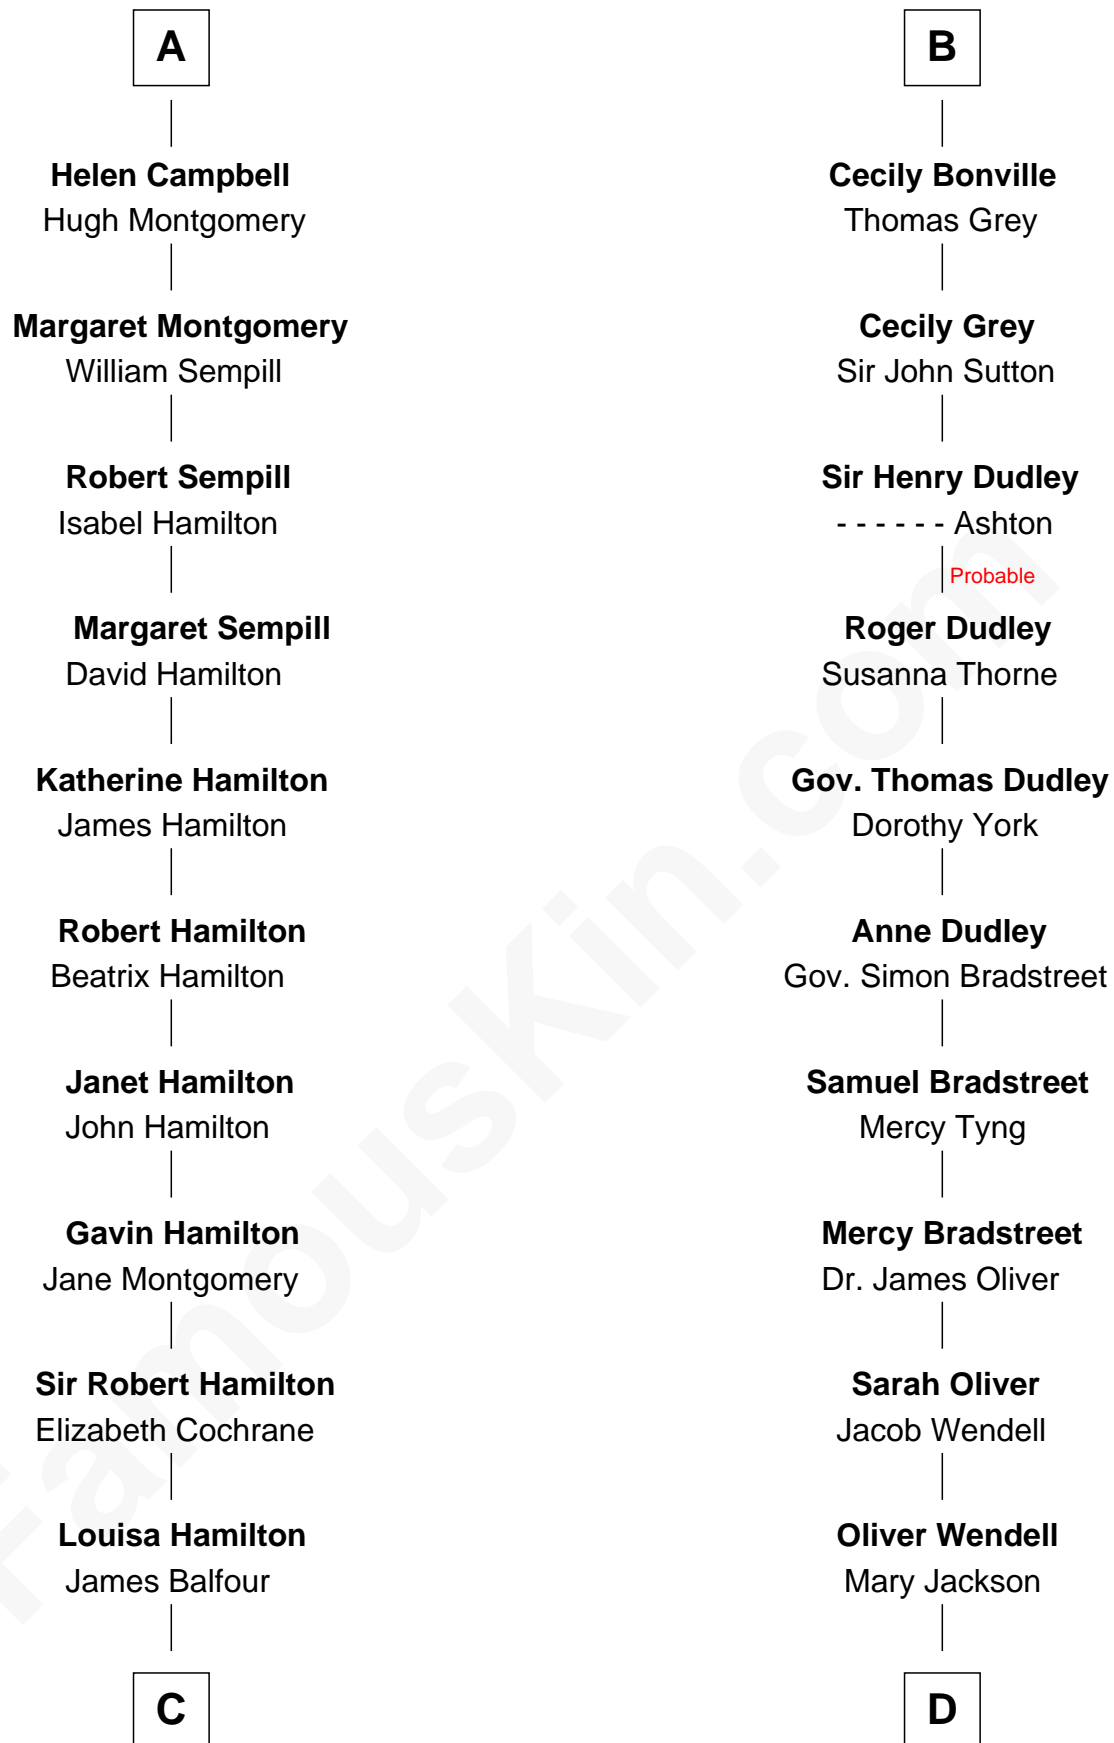 A
Helen Campbell
Hugh Montgomery
Margaret Montgomery
William Sempill
Robert Sempill
Isabel Hamilton
Margaret Sempill
David Hamilton
Katherine Hamilton
James Hamilton
Robert Hamilton
Beatrix Hamilton
Janet Hamilton
John Hamilton
Gavin Hamilton
Jane Montgomery
Sir Robert Hamilton
Elizabeth Cochrane
Louisa Hamilton
James Balfour
C
B
Cecily Bonville
Thomas Grey
Cecily Grey
Sir John Sutton
Sir Henry Dudley
- - - - - - Ashton
Probable
Roger Dudley
Susanna Thorne
Gov. Thomas Dudley
Dorothy York
Anne Dudley
Gov. Simon Bradstreet
Samuel Bradstreet
Mercy Tyng
Mercy Bradstreet
Dr. James Oliver
Sarah Oliver
Jacob Wendell
Oliver Wendell
Mary Jackson
D
FamousKin.com